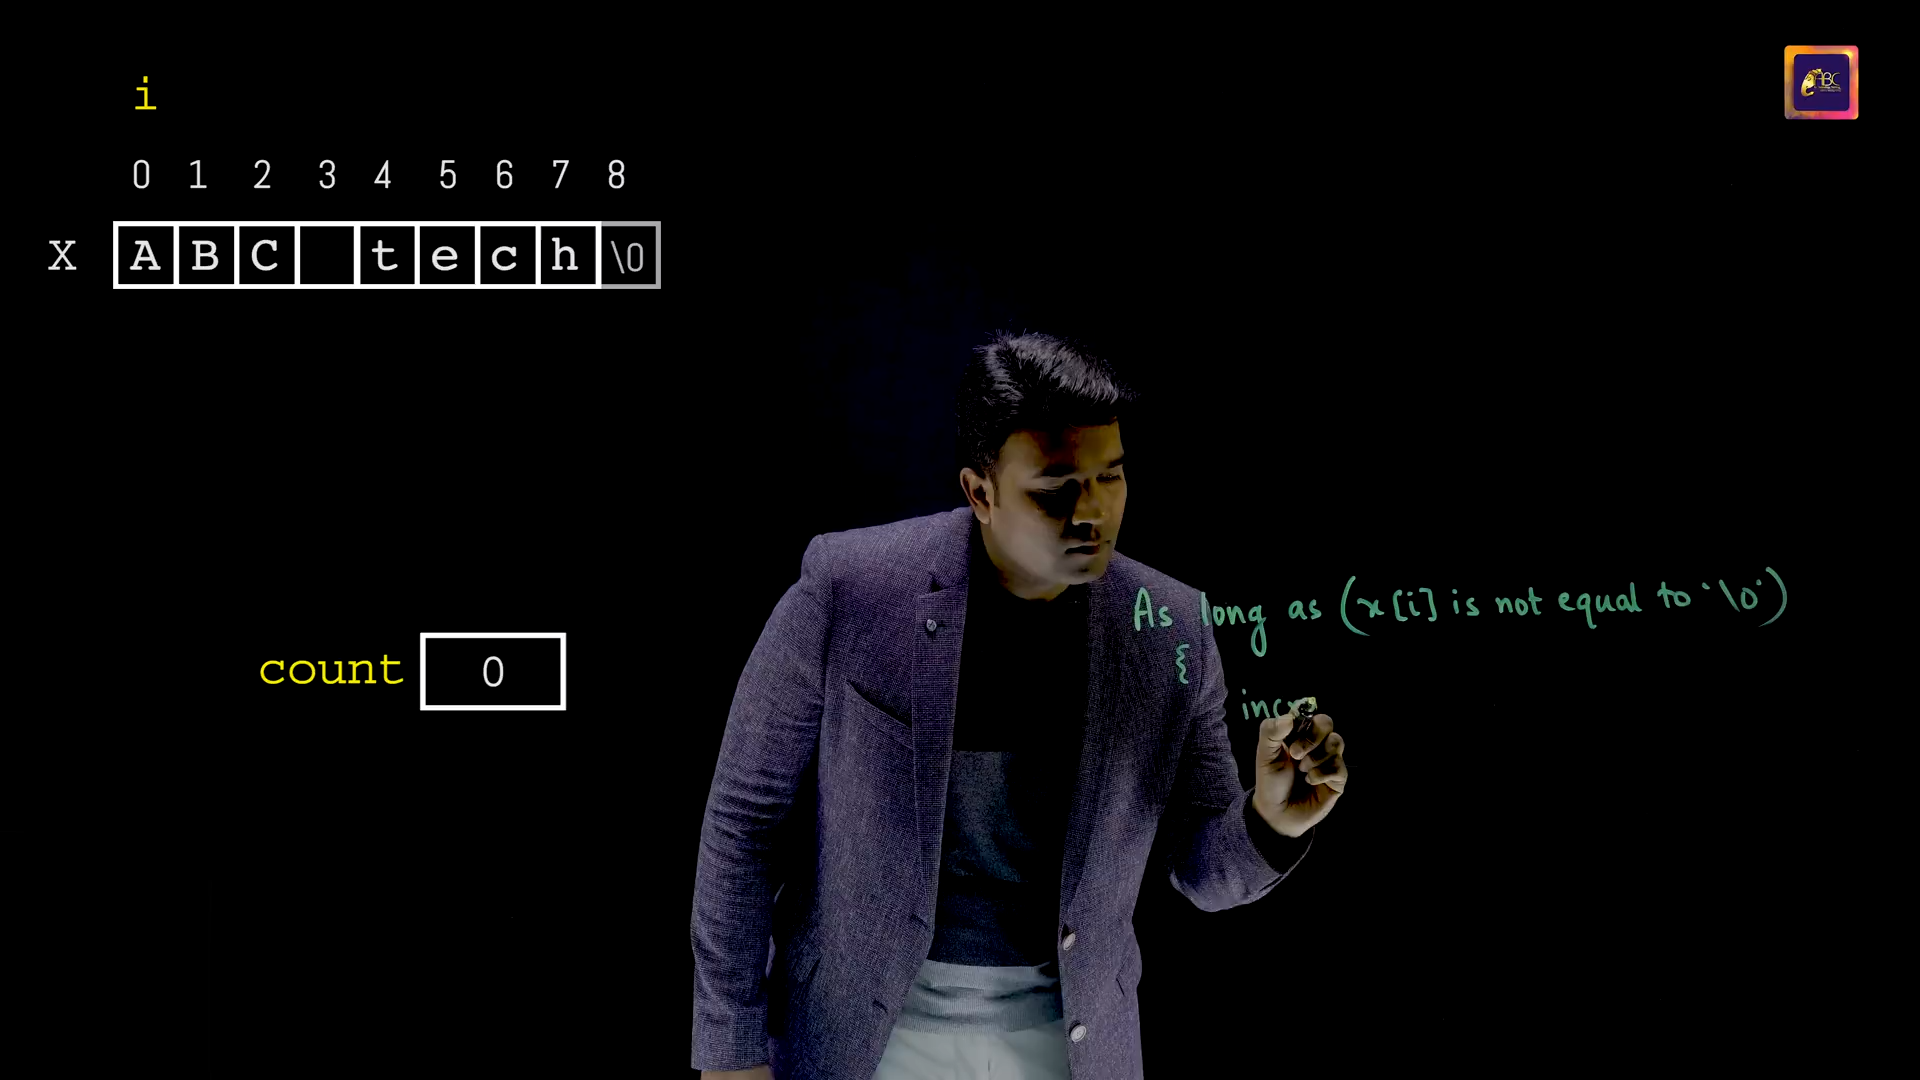 i
0 1 2 3 4 5 6 7 8
X A B C t e c h \0
As long as (x[i] is not equal to '\0')
{
count 0
ABC